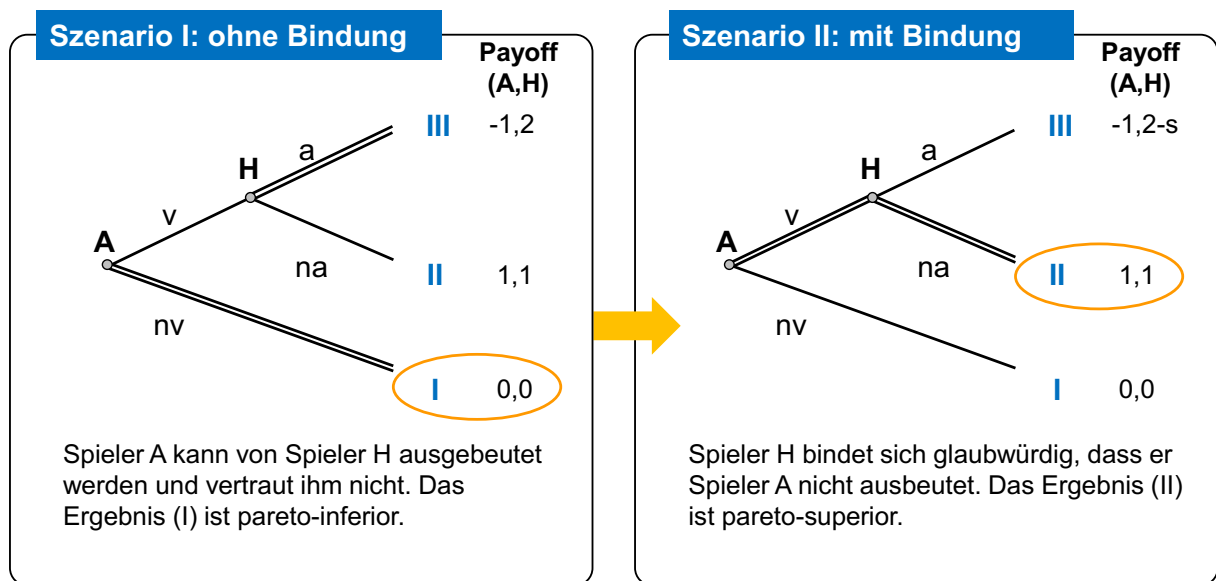 Szenario I: ohne Bindung
Payoff
(A,H)
III -1,2
a
H
v
A
na
II 1,1
nv
I 0,0
Spieler A kann von Spieler H ausgebeutet
werden und vertraut ihm nicht. Das
Ergebnis (I) ist pareto-inferior.
Szenario II: mit Bindung
Payoff
(A,H)
III -1,2-s
a
H
v
A
na
II 1,1
nv
I 0,0
Spieler H bindet sich glaubwürdig, dass er
Spieler A nicht ausbeutet. Das Ergebnis (II)
ist pareto-superior.